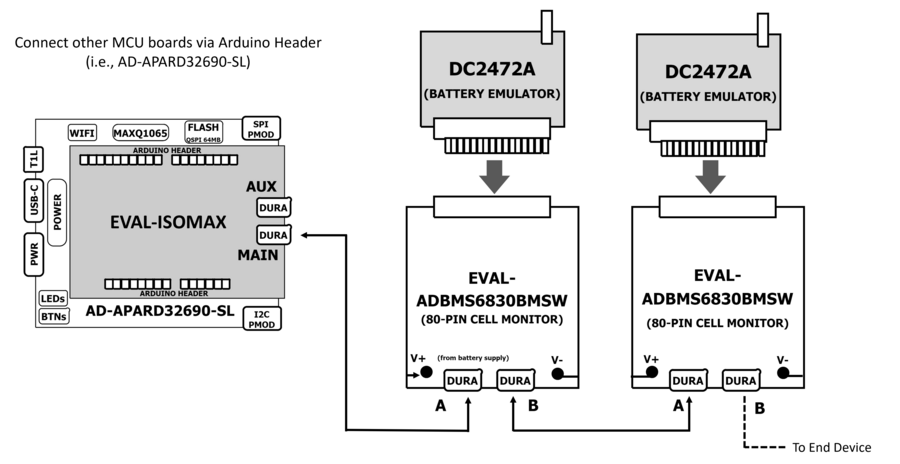 Connect other MCU boards via Arduino Header
(i.e., AD-APARD32690-SL)
WIFI
MAXQ1065
FLASH
QSPI 64MB
SPI
PMOD
T1L
USB-C
POWER
PWR
ARDUINO HEADER
AUX
DURA
EVAL-ISOMAX
DURA
MAIN
ARDUINO HEADER
LEDs
BTNs
AD-APARD32690-SL
I2C
PMOD
DC2472A
(BATTERY EMULATOR)
EVAL-
ADBMS6830BMSW
(80-PIN CELL MONITOR)
V+
(from battery supply)
V-
DURA
DURA
A
B
DC2472A
(BATTERY EMULATOR)
EVAL-
ADBMS6830BMSW
(80-PIN CELL MONITOR)
V+
V-
DURA
DURA
A
B
To End Device